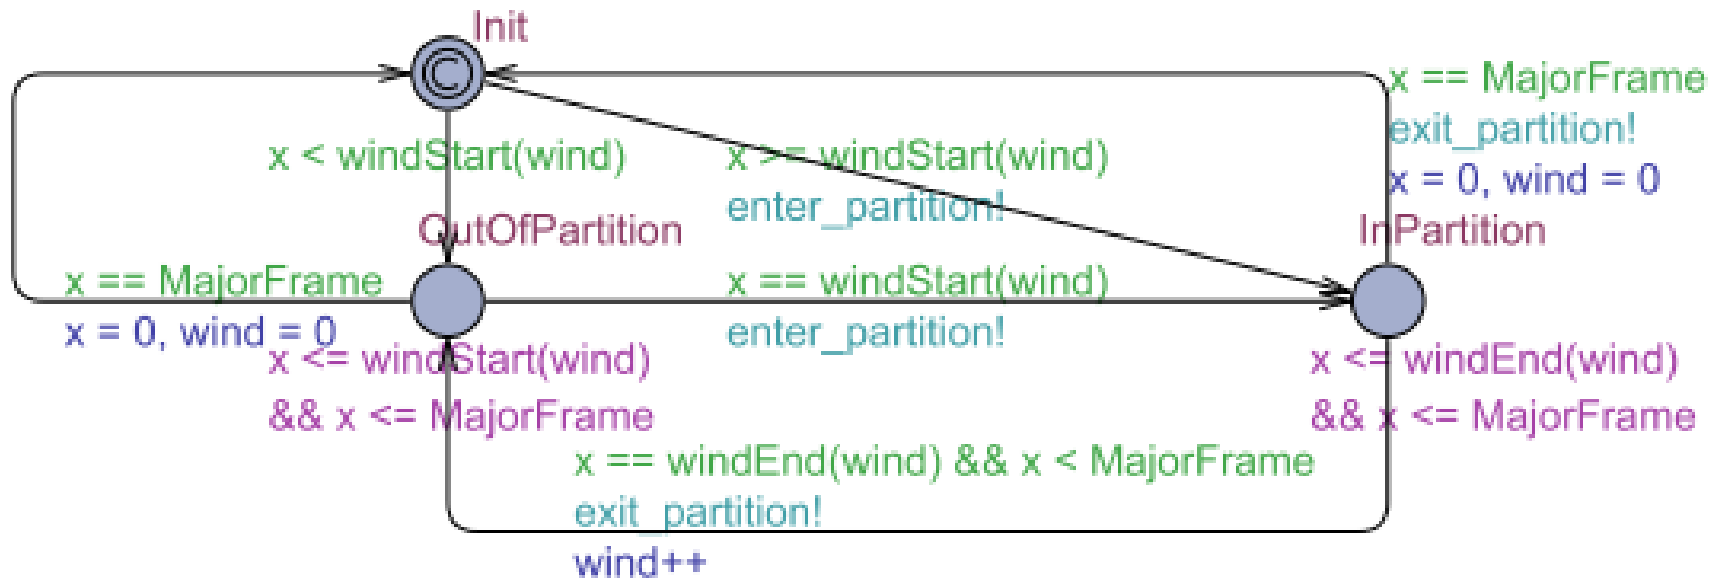 Init
C
x == MajorFrame
exit_partition!
x = 0, wind = 0
x < windStart(wind)
x >= windStart(wind)
enter_partition!
OutOfPartition
InPartition
x == MajorFrame
x = 0, wind = 0
x == windStart(wind)
enter_partition!
x <= windStart(wind)
&& x <= MajorFrame
x <= windEnd(wind)
&& x <= MajorFrame
x == windEnd(wind) && x < MajorFrame
exit_partition!
wind++